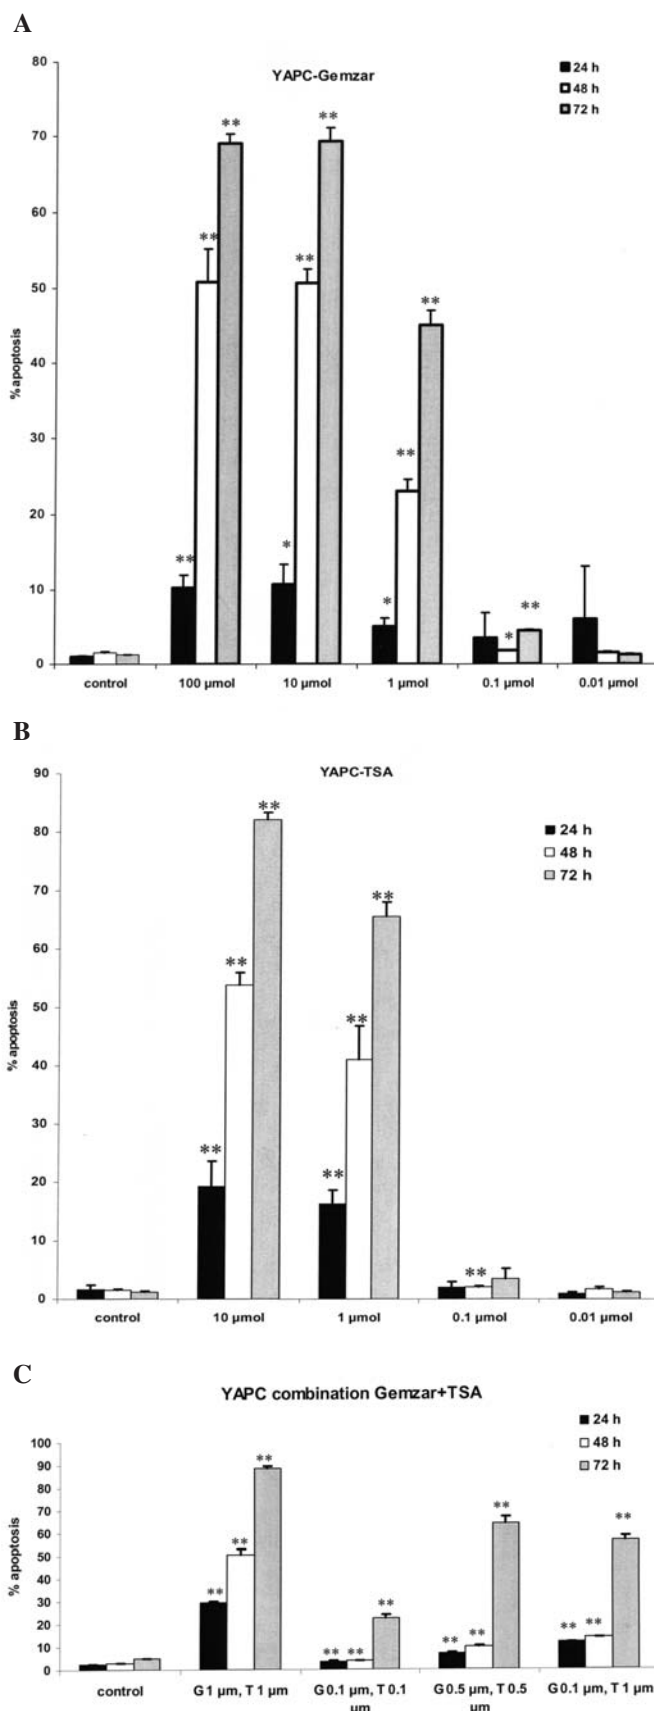 A
YAPC-Gemzar
24 h
48 h
72 h
80
70
60
50
40
30
20
10
0
% apoptosis
**
**
**
*
**
**
*
**
**
*
**
control
100 µmol
10 µmol
1 µmol
0.1 µmol
0.01 µmol
B
YAPC-TSA
24 h
48 h
72 h
90
80
70
60
50
40
30
20
10
0
% apoptosis
**
**
**
**
**
**
**
control
10 µmol
1 µmol
0.1 µmol
0.01 µmol
C
YAPC combination Gemzar+TSA
24 h
48 h
72 h
100
90
80
70
60
50
40
30
20
10
0
% apoptosis
**
**
**
**
**
**
**
**
**
**
**
**
control
G 1 µm, T 1 µm
G 0.1 µm, T 0.1
µm
G 0.5 µm, T 0.5
µm
G 0.1 µm, T 1 µm